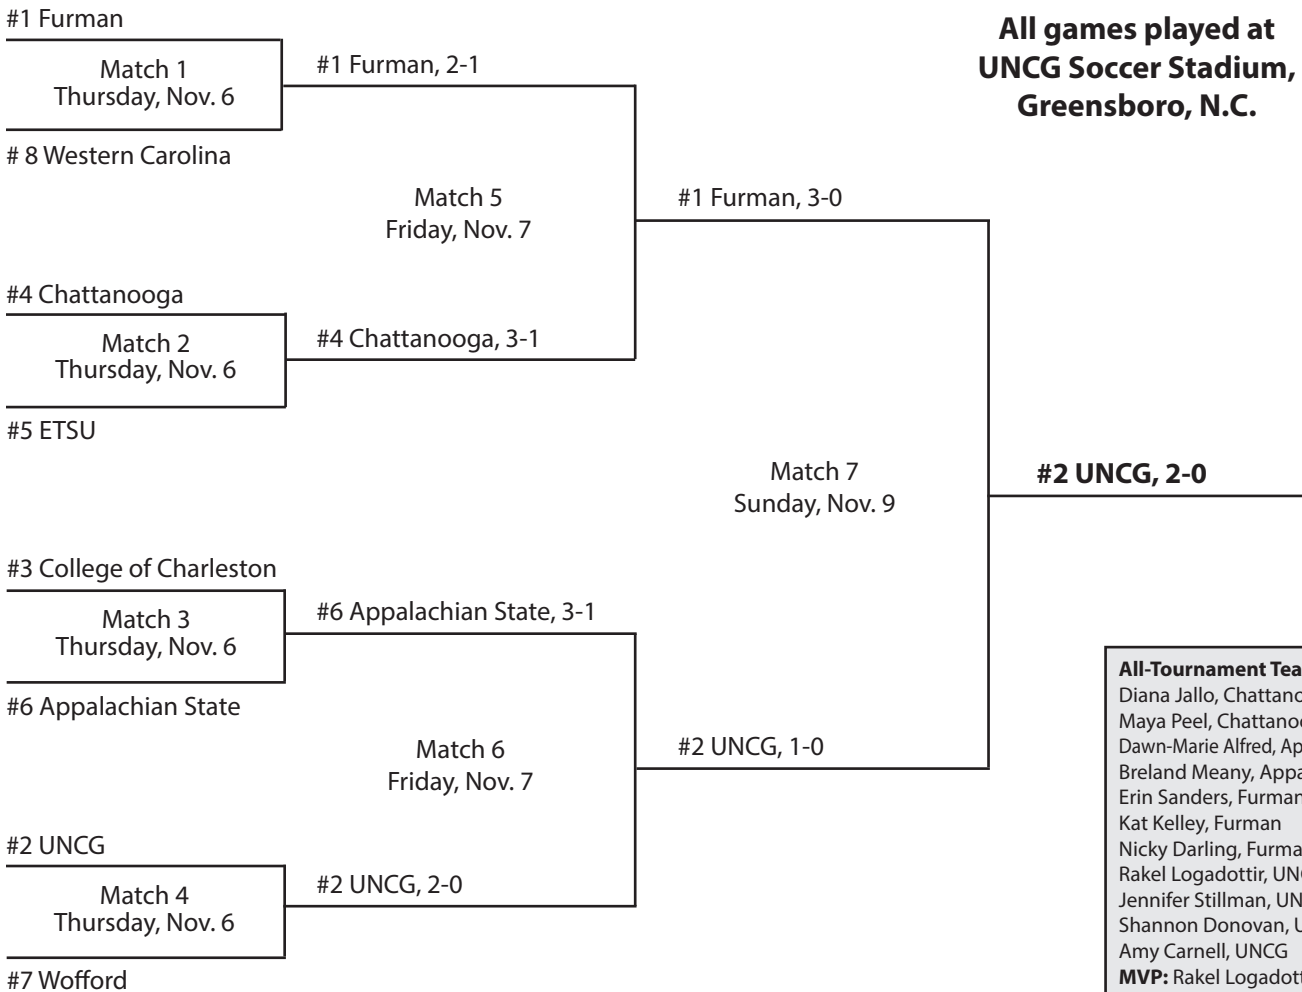 #1 Furman
Match 1
Thursday, Nov. 6
# 8 Western Carolina
#1 Furman, 2-1
All games played at
UNCG Soccer Stadium,
Greensboro, N.C.
Match 5
Friday, Nov. 7
#1 Furman, 3-0
#4 Chattanooga
Match 2
Thursday, Nov. 6
#5 ETSU
#4 Chattanooga, 3-1
Match 7
Sunday, Nov. 9
#2 UNCG, 2-0
#3 College of Charleston
Match 3
Thursday, Nov. 6
#6 Appalachian State
#6 Appalachian State, 3-1
Match 6
Friday, Nov. 7
#2 UNCG, 1-0
#2 UNCG
Match 4
Thursday, Nov. 6
#7 Wofford
#2 UNCG, 2-0
All-Tournament
Diana Jallo,
Maya Peel,
Dawn-Marie Alfred,
Breland Meany,
Erin Sanders, Furman
Kat Kelley, Furman
Nicky Darling,
Rakel Logadottir,
Jennifer Stillman,
Shannon Donovan,
Amy Carnell, UNCG
MVP: Rakel